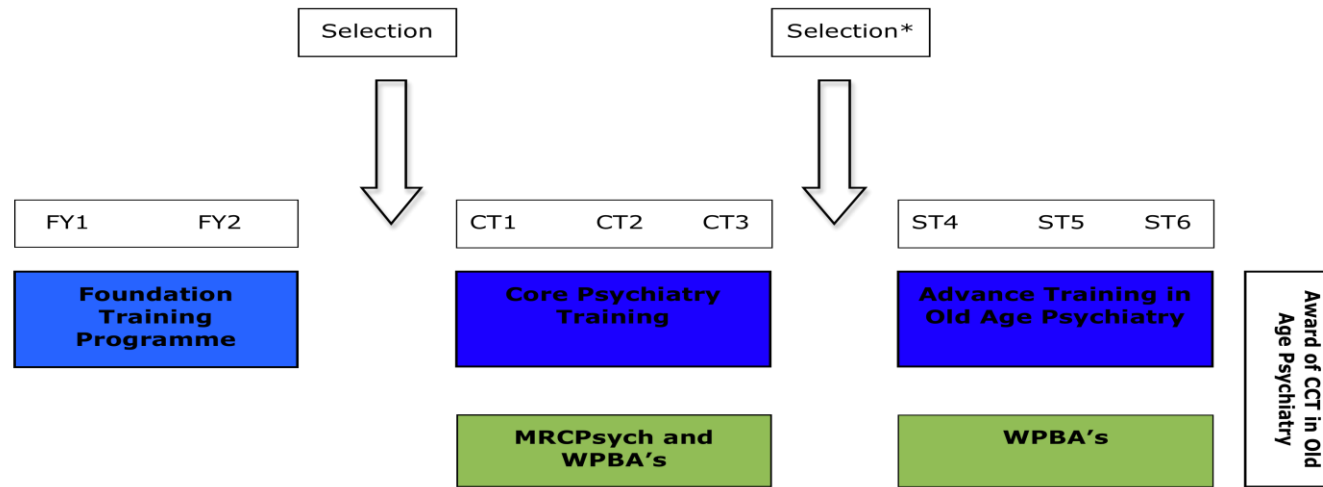 Selection
Selection*
FY1 FY2
CT1 CT2 CT3
ST4 ST5 ST6
Foundation
Training
Programme
Core Psychiatry
Training
Advance Training in
Old Age Psychiatry
Award of CCT in Old
Age Psychiatry
MRCPsych and
WPBA’s
WPBA’s